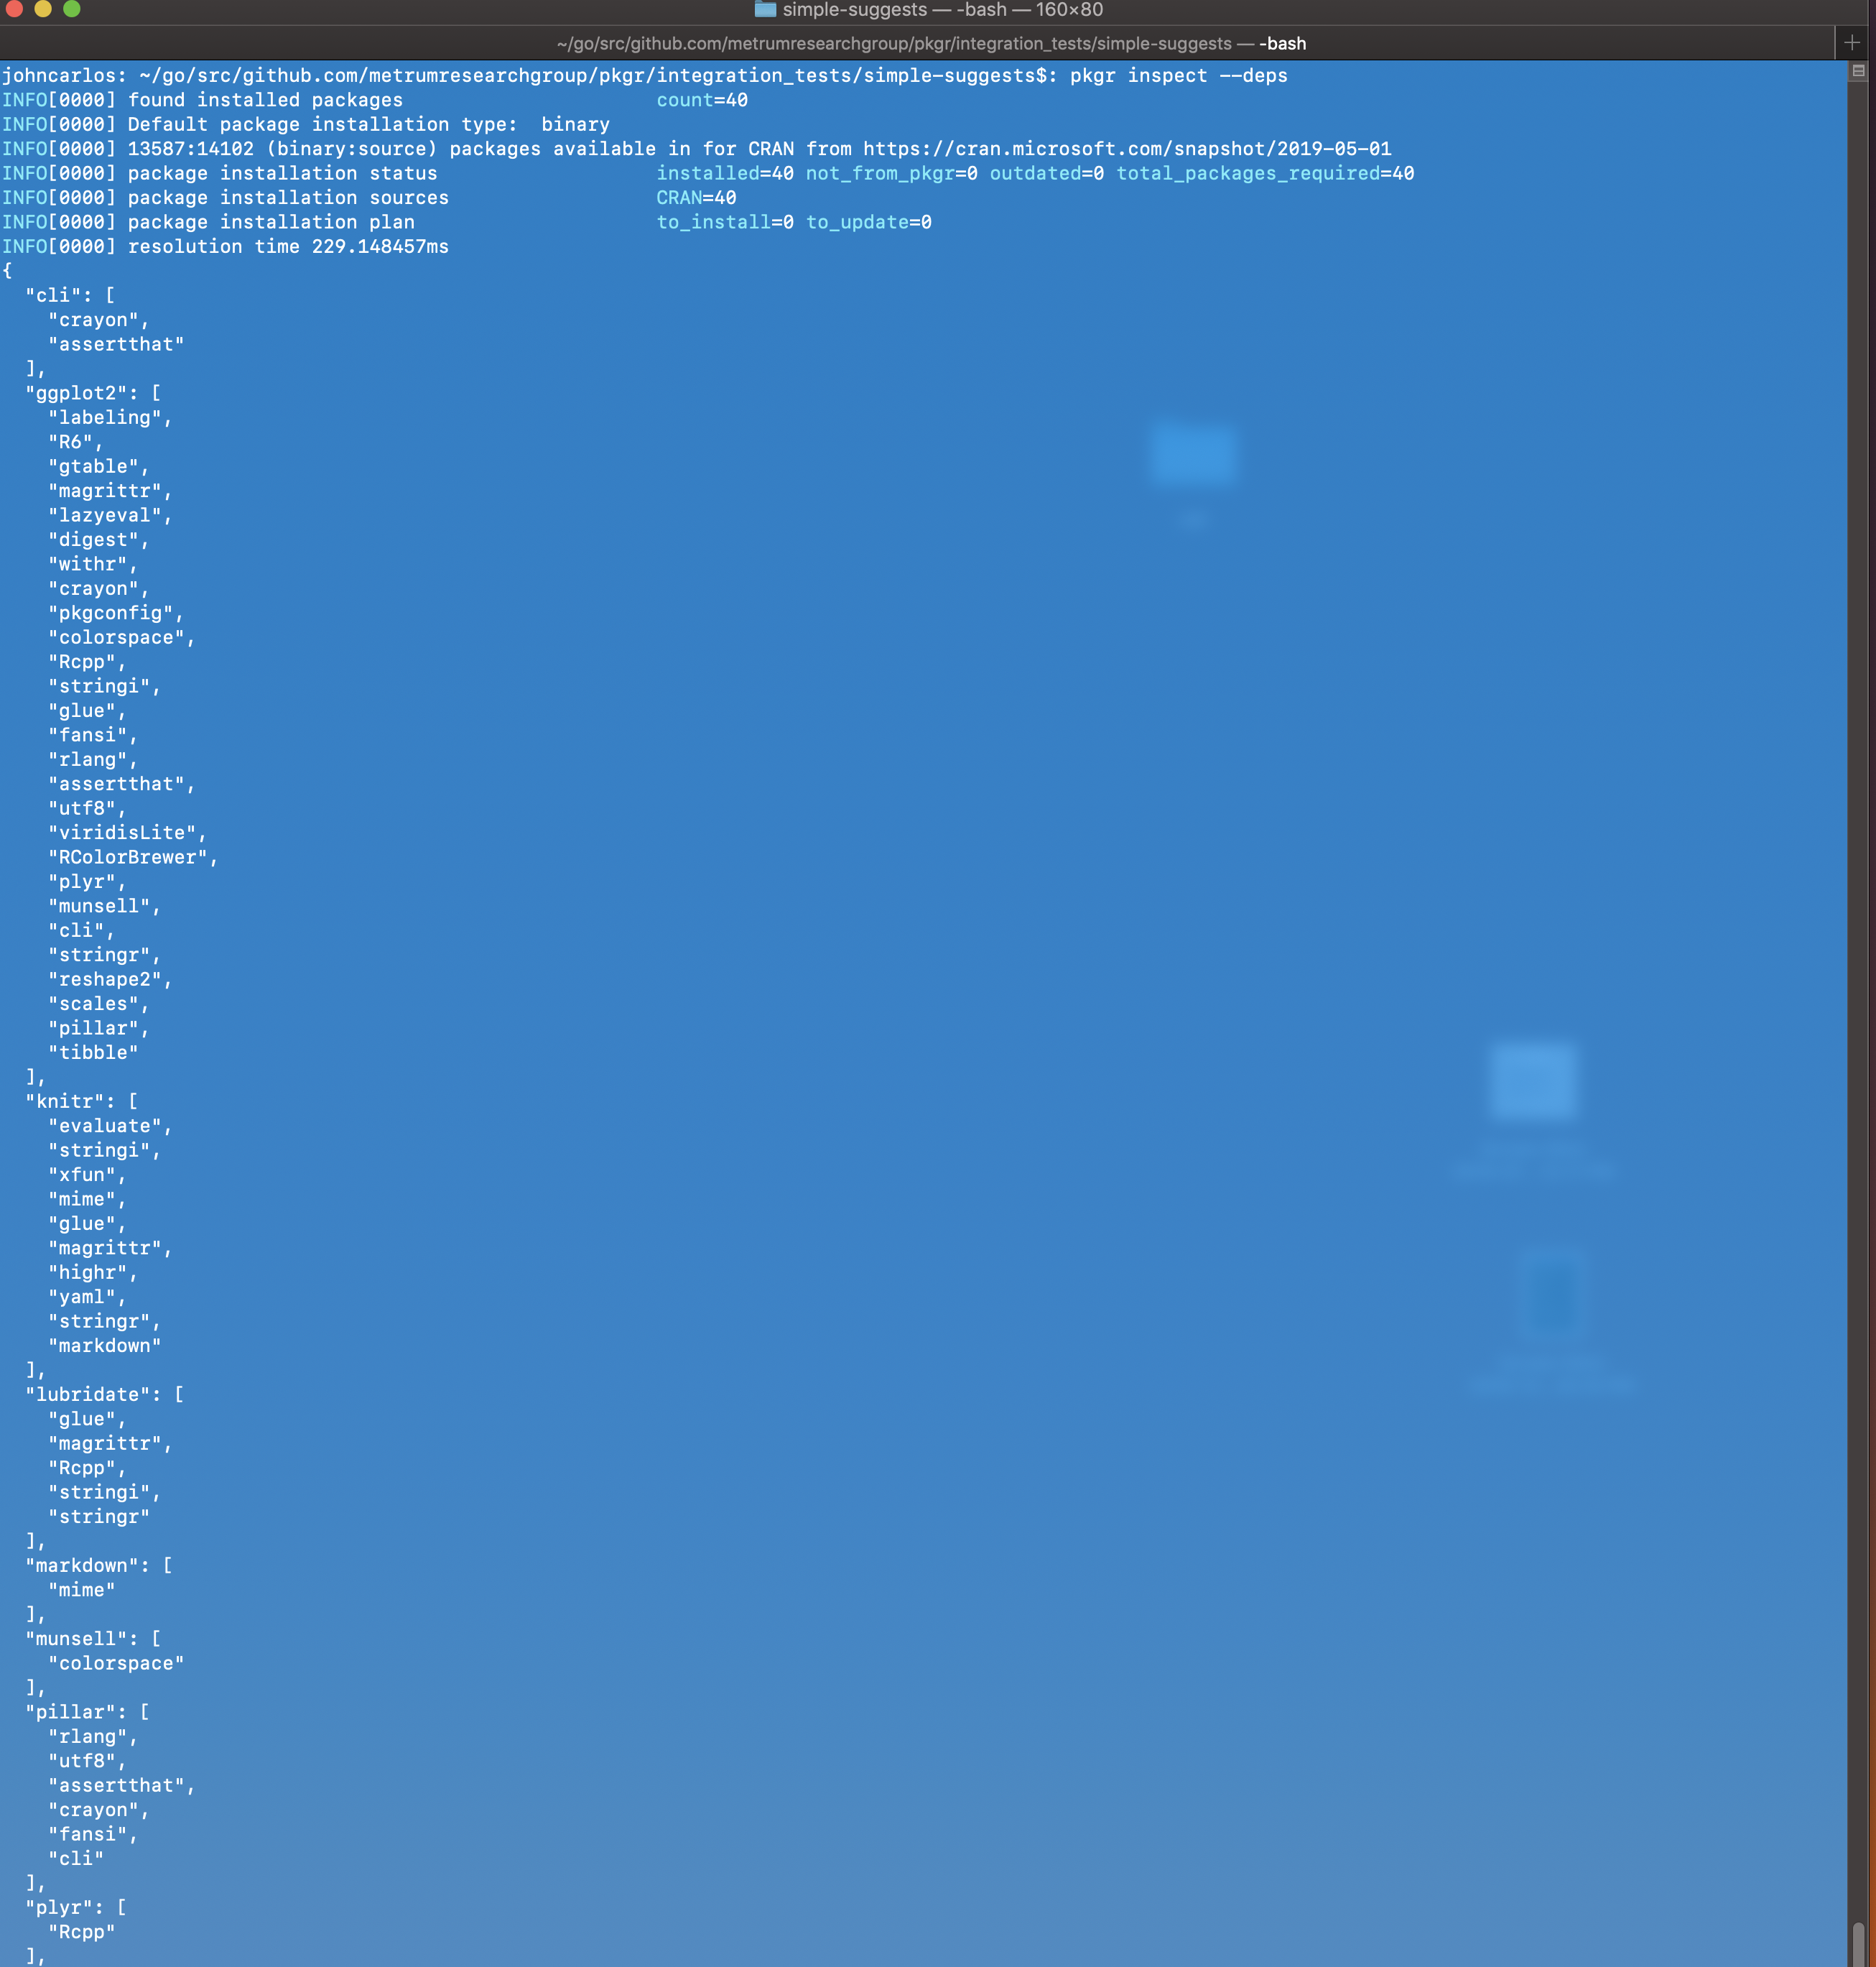 simple-suggests — -bash — 160×80
~/go/src/github.com/metrumresearchgroup/pkgr/integration_tests/simple-suggests — -bash
johncarlos: ~/go/src/github.com/metrumresearchgroup/pkgr/integration_tests/simple-suggests$: pkgr inspect --deps
INFO[0000] found installed packages                      count=40
INFO[0000] Default package installation type:  binary
INFO[0000] 13587:14102 (binary:source) packages available in for CRAN from https://cran.microsoft.com/snapshot/2019-05-01
INFO[0000] package installation status                   installed=40 not_from_pkgr=0 outdated=0 total_packages_required=40
INFO[0000] package installation sources                  CRAN=40
INFO[0000] package installation plan                     to_install=0 to_update=0
INFO[0000] resolution time 229.148457ms
{
  "cli": [
    "crayon",
    "assertthat"
  ],
  "ggplot2": [
    "labeling",
    "R6",
    "gtable",
    "magrittr",
    "lazyeval",
    "digest",
    "withr",
    "crayon",
    "pkgconfig",
    "colorspace",
    "Rcpp",
    "stringi",
    "glue",
    "fansi",
    "rlang",
    "assertthat",
    "utf8",
    "viridisLite",
    "RColorBrewer",
    "plyr",
    "munsell",
    "cli",
    "stringr",
    "reshape2",
    "scales",
    "pillar",
    "tibble"
  ],
  "knitr": [
    "evaluate",
    "stringi",
    "xfun",
    "mime",
    "glue",
    "magrittr",
    "highr",
    "yaml",
    "stringr",
    "markdown"
  ],
  "lubridate": [
    "glue",
    "magrittr",
    "Rcpp",
    "stringi",
    "stringr"
  ],
  "markdown": [
    "mime"
  ],
  "munsell": [
    "colorspace"
  ],
  "pillar": [
    "rlang",
    "utf8",
    "assertthat",
    "crayon",
    "fansi",
    "cli"
  ],
  "plyr": [
    "Rcpp"
  ],